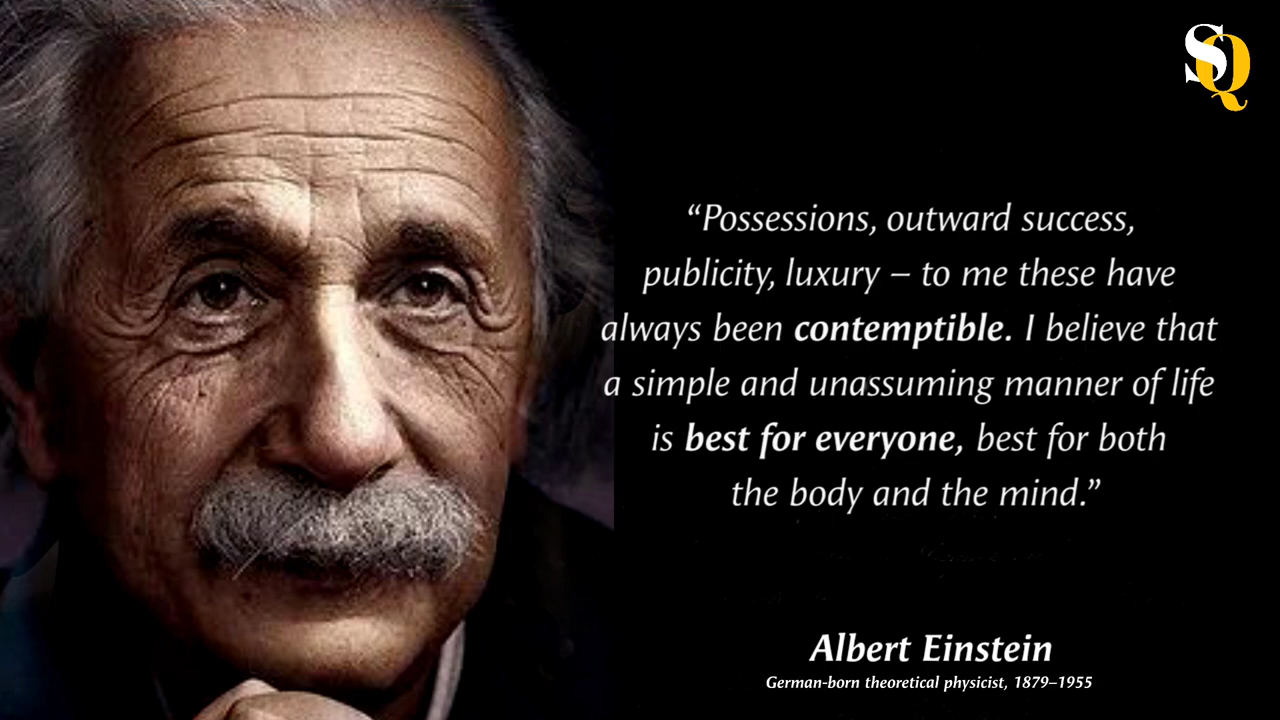 SQ
“Possessions, outward success,
publicity, luxury – to me these have
always been contemptible. I believe that
a simple and unassuming manner of life
is best for everyone, best for both
the body and the mind.”
Albert Einstein
German-born theoretical physicist, 1879–1955